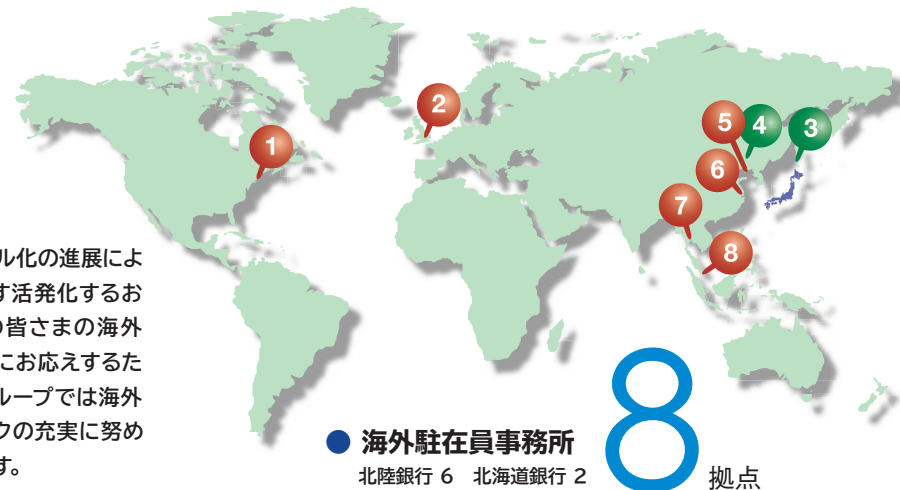 1
2
3
4
5
6
7
8
ル化の進展によ
す活発化するお
の皆さまの海外
にお応えするた
ループでは海外
クの充実に努め
す。
● 海外駐在員事務所
北陸銀行 6 北海道銀行 2
8 拠点